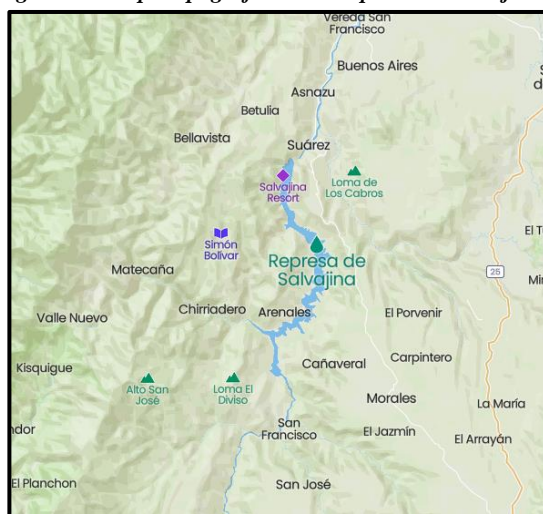 Vereda San
Francisco
Buenos Aires
Asnazu
Betulia
Bellavista
Suárez
Salvajina
Resort
Loma de
Los Cabros
Simón
Bolívar
Represa de
Salvajina
Matecaña
25
Chirriadero
Arenales
El Porvenir
Valle Nuevo
Kisquigue
Cañaveral
Carpintero
Alto San
José
Loma El
Diviso
Morales
La María
San
Francisco
El Jazmín
El Arrayán
El Planchon
San José